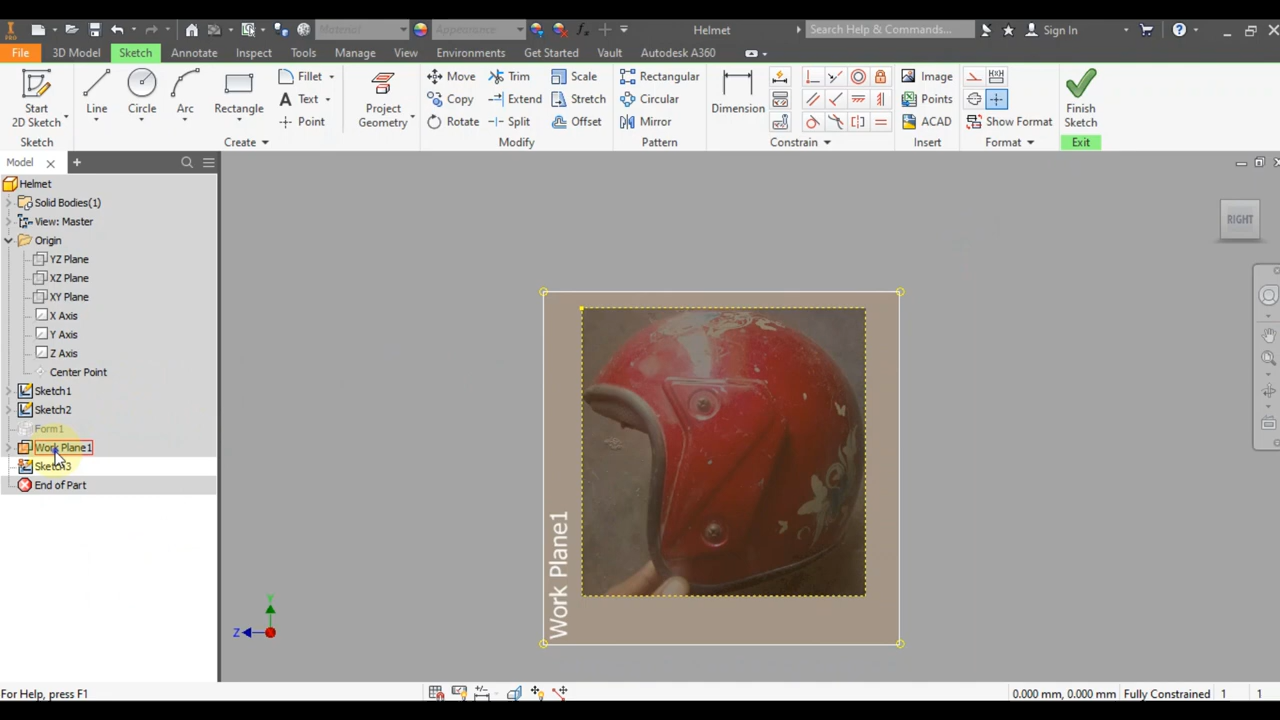 PRO Material Appearance Helmet Search Help & Commands... Sign In
File 3D Model Sketch Annotate Inspect Tools Manage View Environments Get Started Vault Autodesk A360
Start 2D Sketch Line Circle Arc Rectangle Fillet Text Point Project Geometry Move Copy Rotate Trim Extend Split Scale Stretch Offset Rectangular Circular Mirror Dimension Image Points ACAD Show Format Finish Sketch
Sketch Create Modify Pattern Constrain Insert Format Exit
Model
Helmet
Solid Bodies(1)
View: Master
Origin
YZ Plane
XZ Plane
XY Plane
X Axis
Y Axis
Z Axis
Center Point
Sketch1
Sketch2
Form1
Work Plane1
Sketch3
End of Part
RIGHT
Work Plane1
Y
Z
For Help, press F1 0.000 mm, 0.000 mm Fully Constrained 1 1